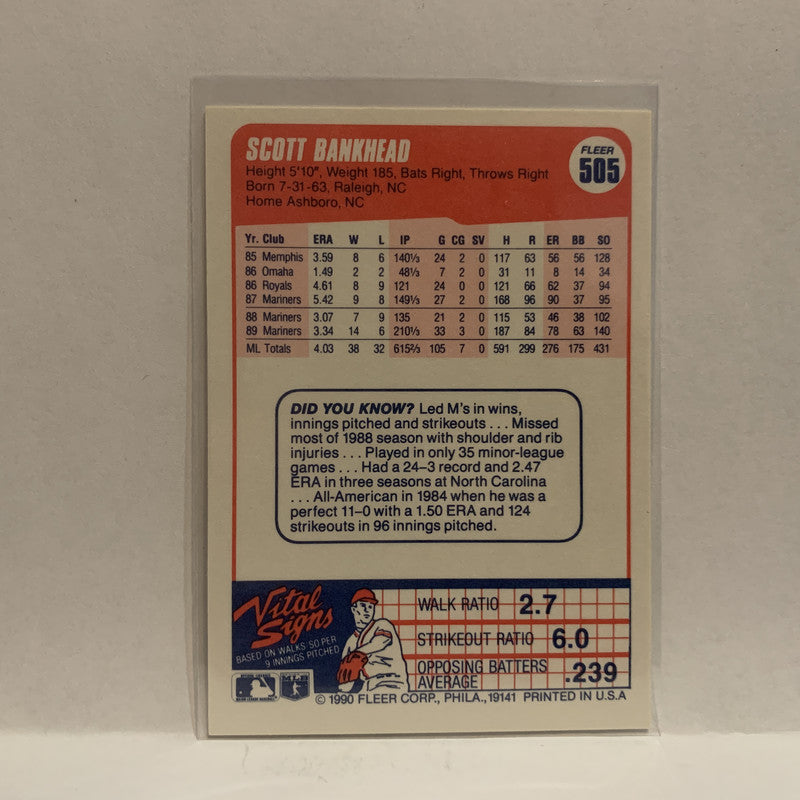 SCOTT BANKHEAD
FLEER
505
Height 5'10", Weight 185, Bats Right, Throws Right
Born 7-31-63, Raleigh, NC
Home Ashboro, NC
Yr. Club ERA W L IP G CG SV H R ER BB SO
85 Memphis 3.59 8 6 140⅓ 24 2 0 117 63 56 56 128
86 Omaha 1.49 2 2 48⅓ 7 2 0 31 11 8 14 34
86 Royals 4.61 8 9 121 24 0 0 121 66 62 37 94
87 Mariners 5.42 9 8 149⅓ 27 2 0 168 96 90 37 95
88 Mariners 3.07 7 9 135 21 2 0 115 53 46 38 102
89 Mariners 3.34 14 6 210⅓ 33 3 0 187 84 78 63 140
ML Totals 4.03 38 32 615⅔ 105 7 0 591 299 276 175 431
DID YOU KNOW? Led M's in wins,
innings pitched and strikeouts . . . Missed
most of 1988 season with shoulder and rib
injuries . . . Played in only 35 minor-league
games . . . Had a 24–3 record and 2.47
ERA in three seasons at North Carolina
. . . All-American in 1984 when he was a
perfect 11–0 with a 1.50 ERA and 124
strikeouts in 96 innings pitched.
Vital
Signs
BASED ON WALKS/SO PER
9 INNINGS PITCHED
WALK RATIO 2.7
STRIKEOUT RATIO 6.0
OPPOSING BATTERS
AVERAGE .239
MLB
© 1990 FLEER CORP., PHILA., 19141 PRINTED IN U.S.A